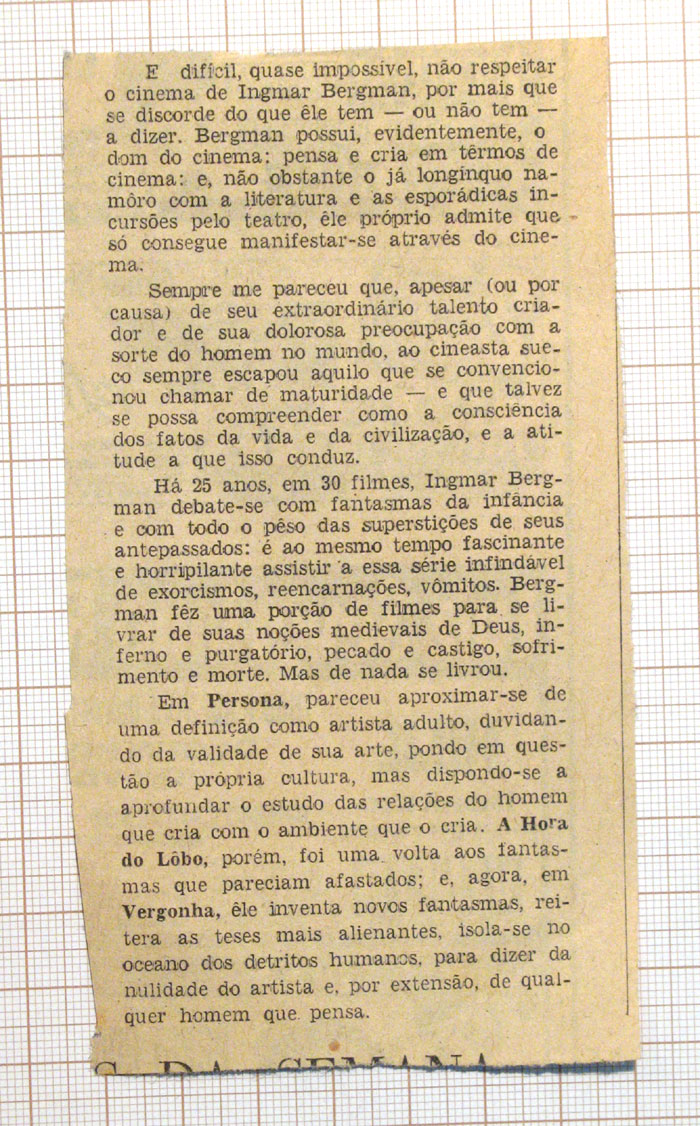 E difícil, quase impossivel, não respeitar
o cinema de Ingmar Bergman, por mais que
se discorde do que êle tem — ou não tem —
a dizer. Bergman possui, evidentemente, o
dom do cinema: pensa e cria em têrmos de
cinema: e, não obstante o já longínquo na-
môro com a literatura e as esporádicas in-
cursões pelo teatro, êle próprio admite que
só consegue manifestar-se através do cine-
ma.
Sempre me pareceu que, apesar (ou por
causa) de seu extraordinário talento cria-
dor e de sua dolorosa preocupação com a
sorte do homem no mundo, ao cineasta sue-
co sempre escapou aquilo que se convencio-
nou chamar de maturidade — e que talvez
se possa compreender como a consciência
dos fatos da vida e da civilização, e a ati-
tude a que isso conduz.
Há 25 anos, em 30 filmes, Ingmar Berg-
man debate-se com fantasmas da infância
e com todo o pêso das superstições de seus
antepassados: é ao mesmo tempo fascinante
e horripilante assistir a essa série infindável
de exorcismos, reencarnações, vômitos. Berg-
man fêz uma porção de filmes para se li-
vrar de suas noções medievais de Deus, in-
ferno e purgatório, pecado e castigo, sofri-
mento e morte. Mas de nada se livrou.
Em Persona, pareceu aproximar-se de
uma definição como artista adulto, duvidan-
do da validade de sua arte, pondo em ques-
tão a própria cultura, mas dispondo-se a
aprofundar o estudo das relações do homem
que cria com o ambiente que o cria. A Hora
do Lôbo, porém, foi uma volta aos fantas-
mas que pareciam afastados; e, agora, em
Vergonha, êle inventa novos fantasmas, rei-
tera as teses mais alienantes, isola-se no
oceano dos detritos humanos, para dizer da
nulidade do artista e, por extensão, de qual-
quer homem que pensa.
S DA SEMANA